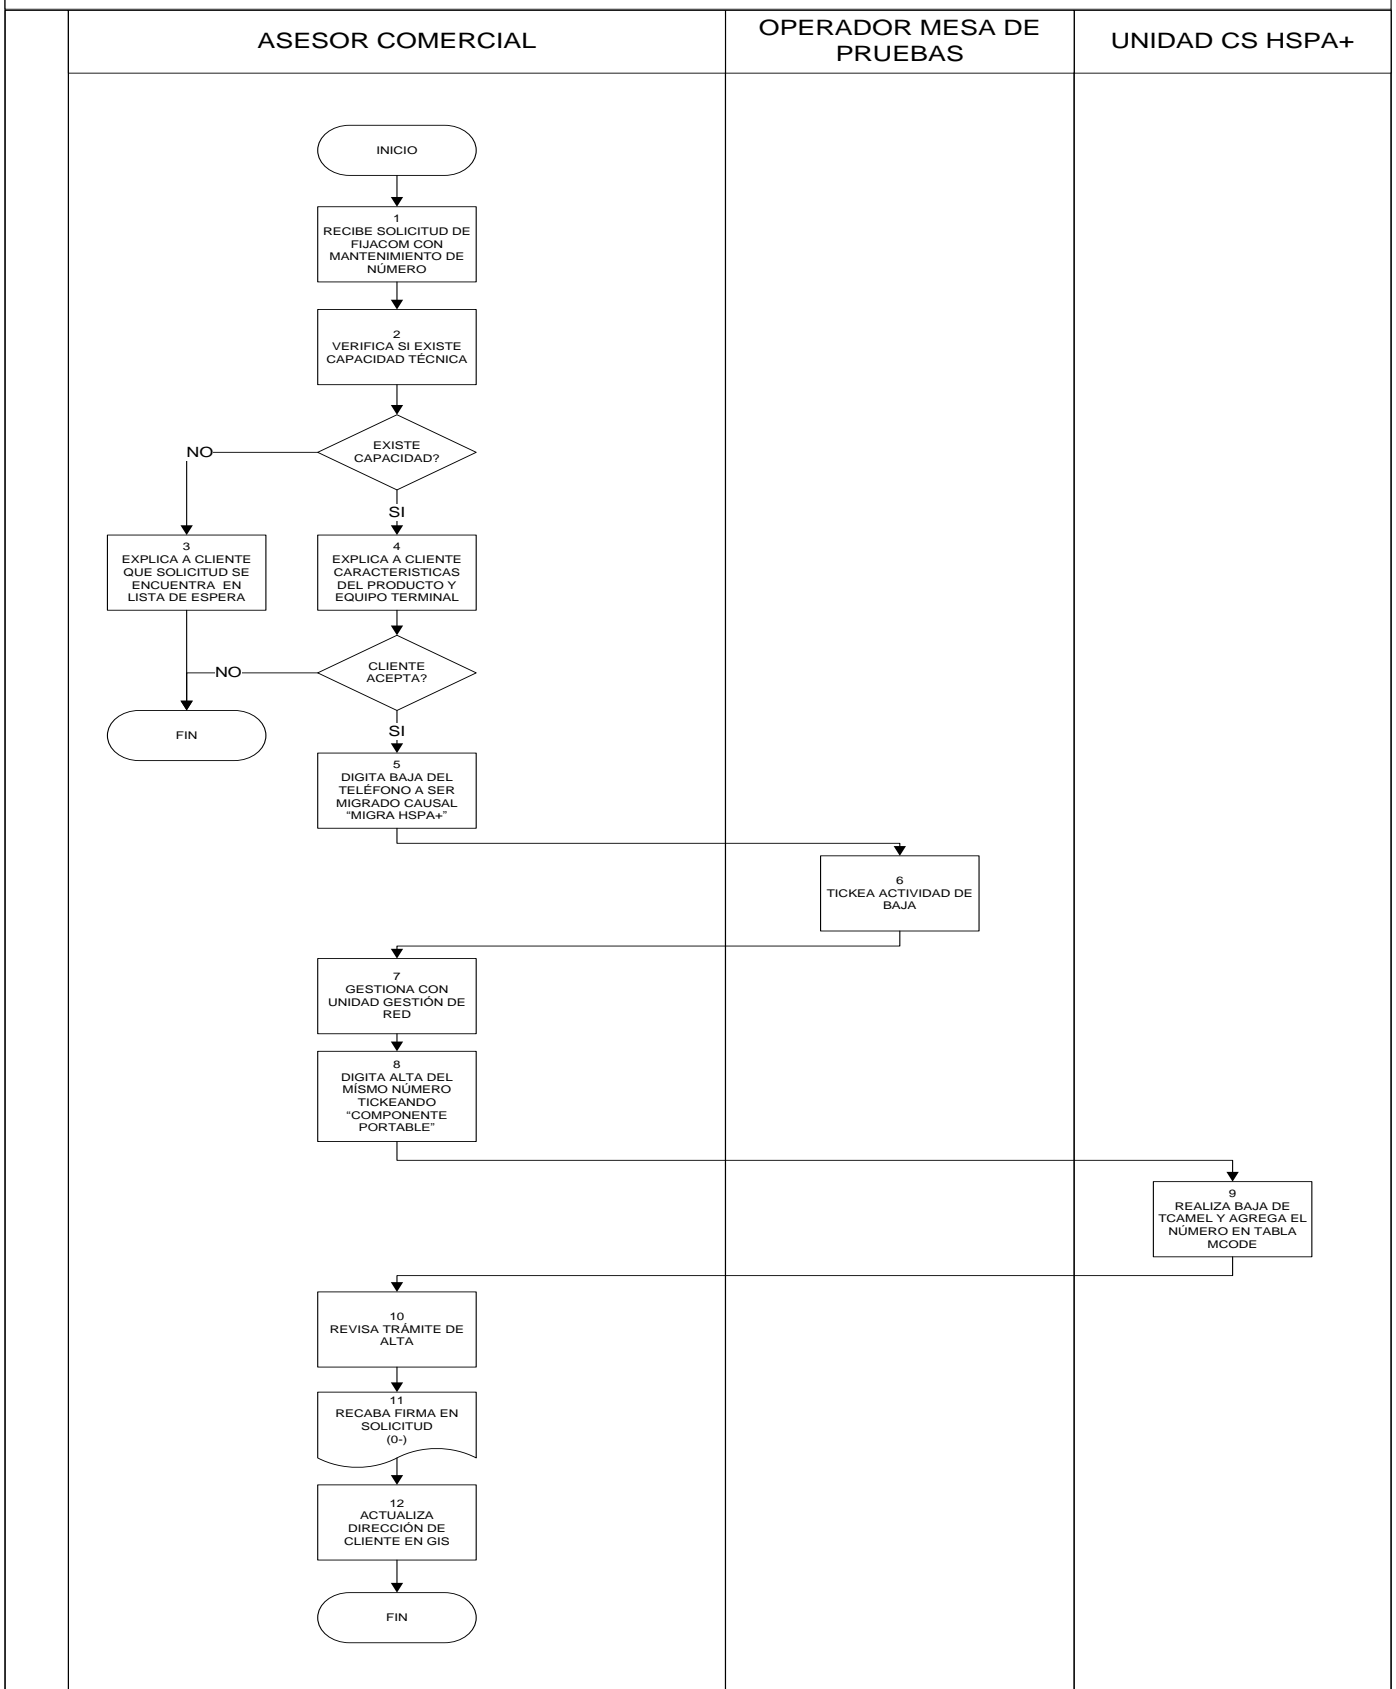 ASESOR COMERCIAL
OPERADOR MESA DE
PRUEBAS
UNIDAD CS HSPA+
INICIO
1
RECIBE SOLICITUD DE
FIJACOM CON
MANTENIMIENTO DE
NÚMERO
2
VERIFICA SI EXISTE
CAPACIDAD TÉCNICA
EXISTE
CAPACIDAD?
NO
SI
3
EXPLICA A CLIENTE
QUE SOLICITUD SE
ENCUENTRA EN
LISTA DE ESPERA
4
EXPLICA A CLIENTE
CARACTERISTICAS
DEL PRODUCTO Y
EQUIPO TERMINAL
CLIENTE
ACEPTA?
NO
SI
FIN
5
DIGITA BAJA DEL
TELÉFONO A SER
MIGRADO CAUSAL
“MIGRA HSPA+”
6
TICKEA ACTIVIDAD DE
BAJA
7
GESTIONA CON
UNIDAD GESTIÓN DE
RED
8
DIGITA ALTA DEL
MÍSMO NÚMERO
TICKEANDO
“COMPONENTE
PORTABLE”
9
REALIZA BAJA DE
TCAMEL Y AGREGA EL
NÚMERO EN TABLA
MCODE
10
REVISA TRÁMITE DE
ALTA
11
RECABA FIRMA EN
SOLICITUD
(0-)
12
ACTUALIZA
DIRECCIÓN DE
CLIENTE EN GIS
FIN